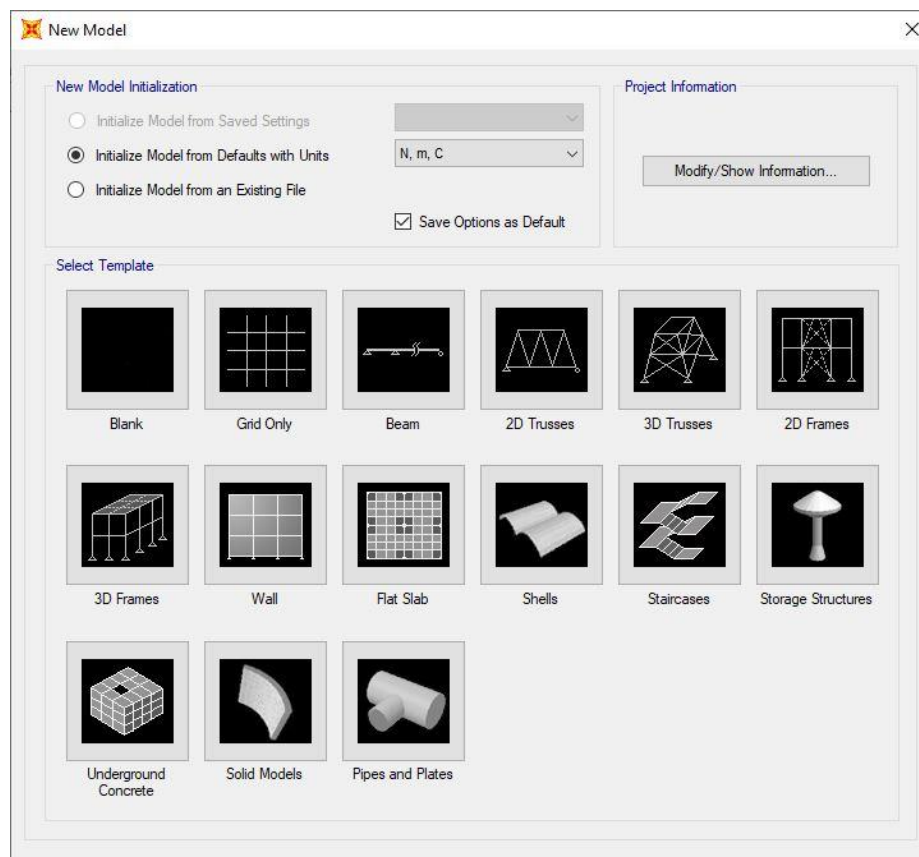 New Model
New Model Initialization
Initialize Model from Saved Settings
Initialize Model from Defaults with Units
N, m, C
Initialize Model from an Existing File
Save Options as Default
Project Information
Modify/Show Information...
Select Template
Blank
Grid Only
Beam
2D Trusses
3D Trusses
2D Frames
3D Frames
Wall
Flat Slab
Shells
Staircases
Storage Structures
Underground
Concrete
Solid Models
Pipes and Plates